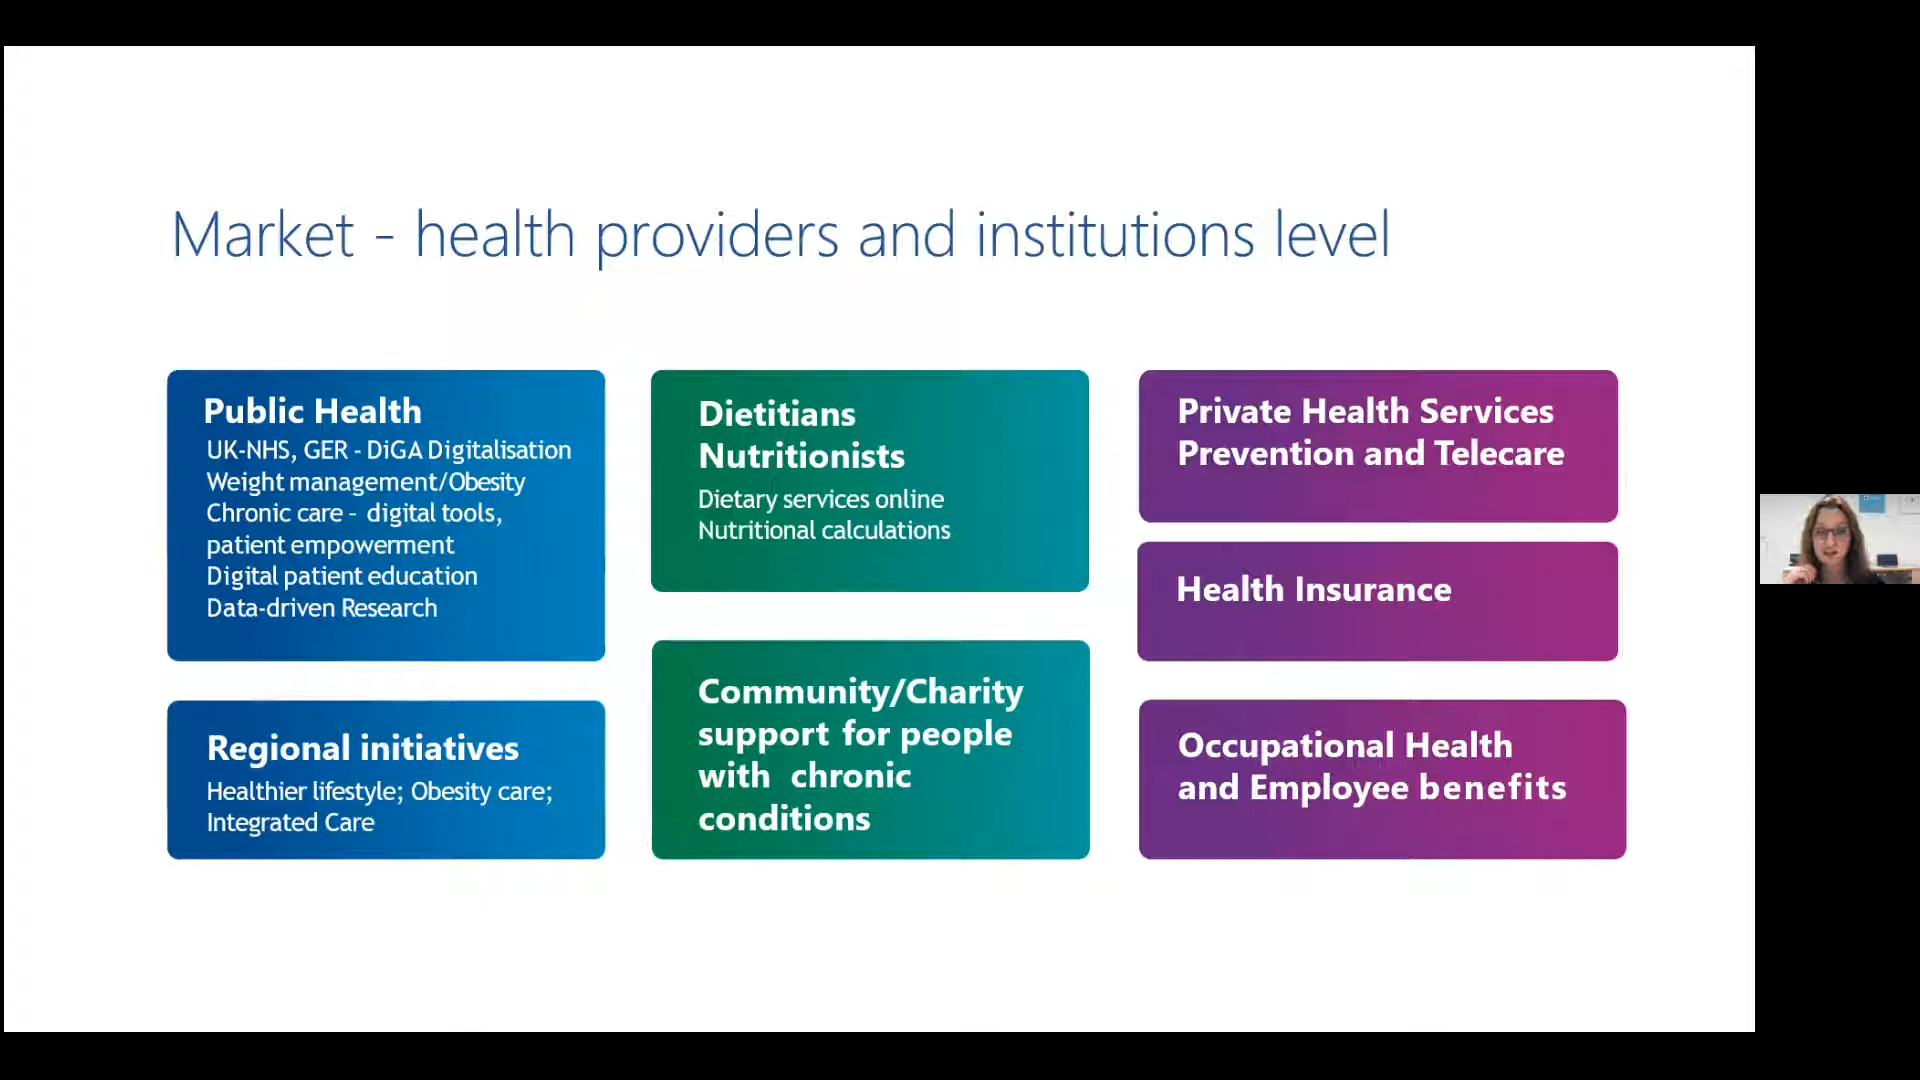 Market - health providers and institutions level
Public Health
UK-NHS, GER - DiGA Digitalisation
Weight management/Obesity
Chronic care - digital tools,
patient empowerment
Digital patient education
Data-driven Research
Regional initiatives
Healthier lifestyle; Obesity care;
Integrated Care
Dietitians
Nutritionists
Dietary services online
Nutritional calculations
Community/Charity
support for people
with chronic
conditions
Private Health Services
Prevention and Telecare
Health Insurance
Occupational Health
and Employee benefits